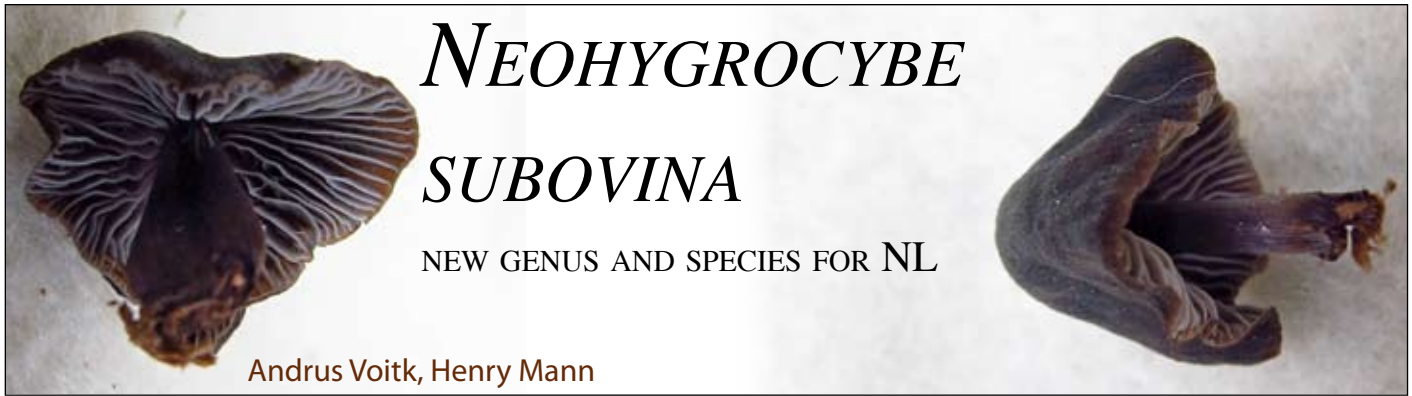 NEOHYGROCYBE
SUBOVINA
NEW GENUS AND SPECIES FOR NL
Andrus Voitk, Henry Mann